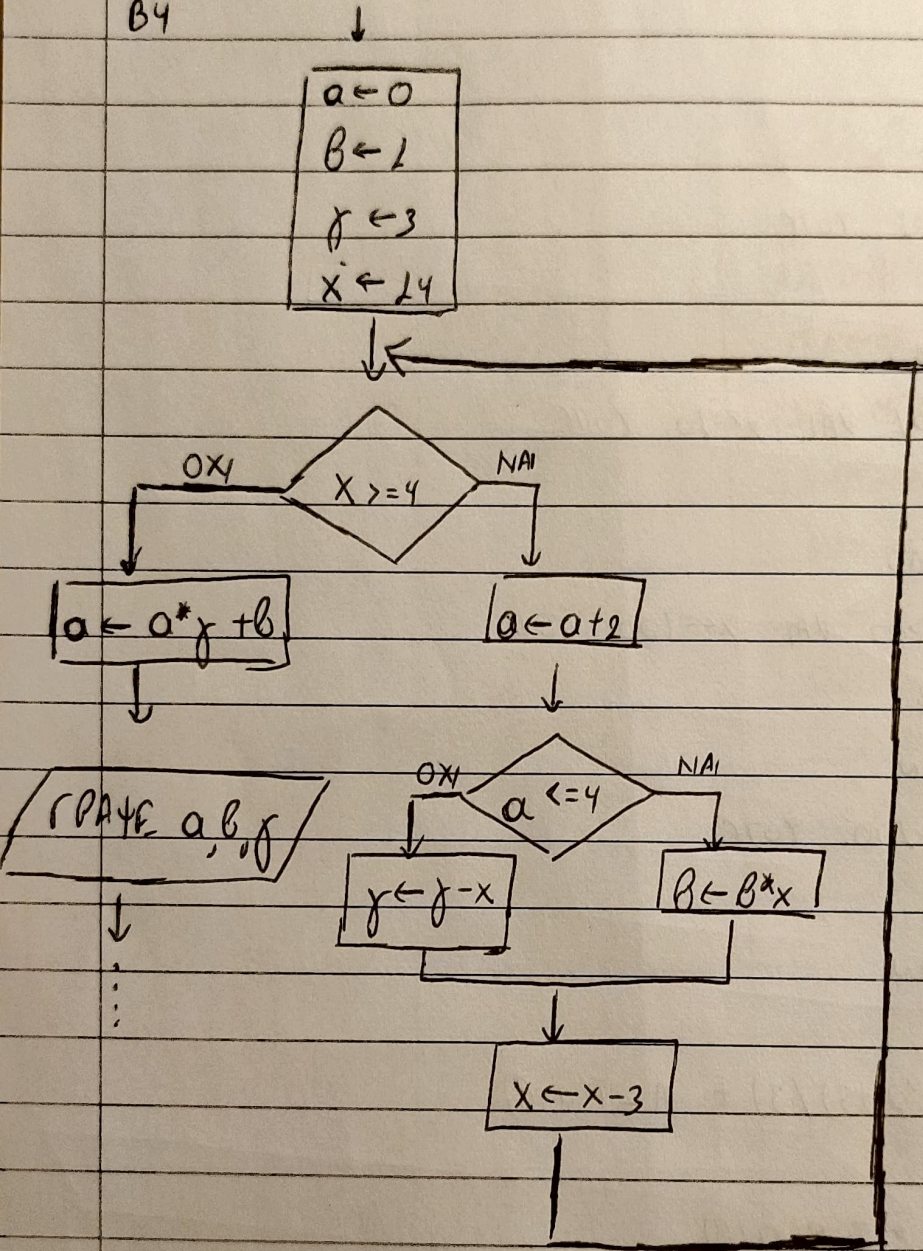 Β4
α ← 0
β ← 1
γ ← 3
χ ← 14
χ >= 4
ΟΧΙ
ΝΑΙ
α ← α * γ + β
α ← α + 2
α <= 4
ΟΧΙ
ΝΑΙ
ΓΡΑΨΕ α, β, γ
γ ← γ - χ
β ← β * χ
χ ← χ - 3